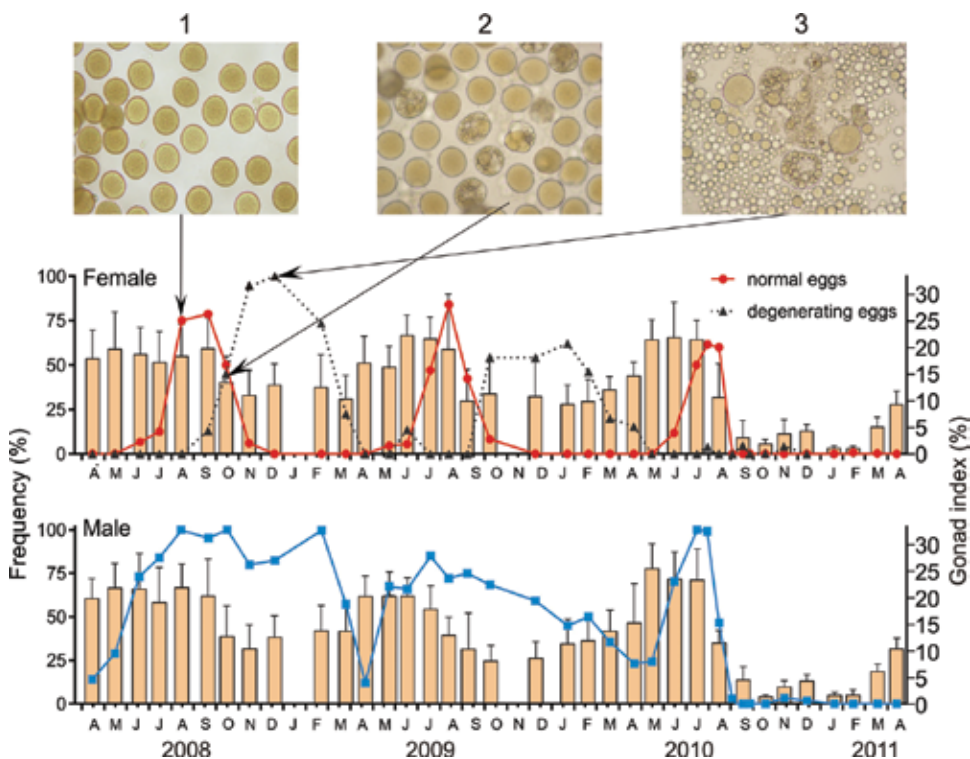 1 2 3
Female
normal eggs
degenerating eggs
100
75
50
25
0
30
25
20
15
10
5
0
A M J J A S O N D J F M A M J J A S O N D J F M A M J J A S O N D J F M A
Frequency (%)
Gonad index (%)
Male
100
75
50
25
0
30
25
20
15
10
5
0
A M J J A S O N D J F M A M J J A S O N D J F M A M J J A S O N D J F M A
2008 2009 2010 2011